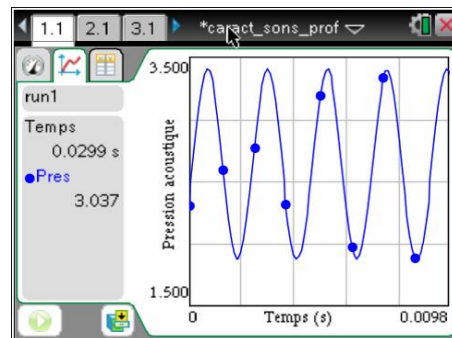 1.1 2.1 3.1 *caract_sons_prof
run1
Temps
0.0299 s
Pres
3.037
3.500
Pression acoustique
1.500
0 Temps (s) 0.0098